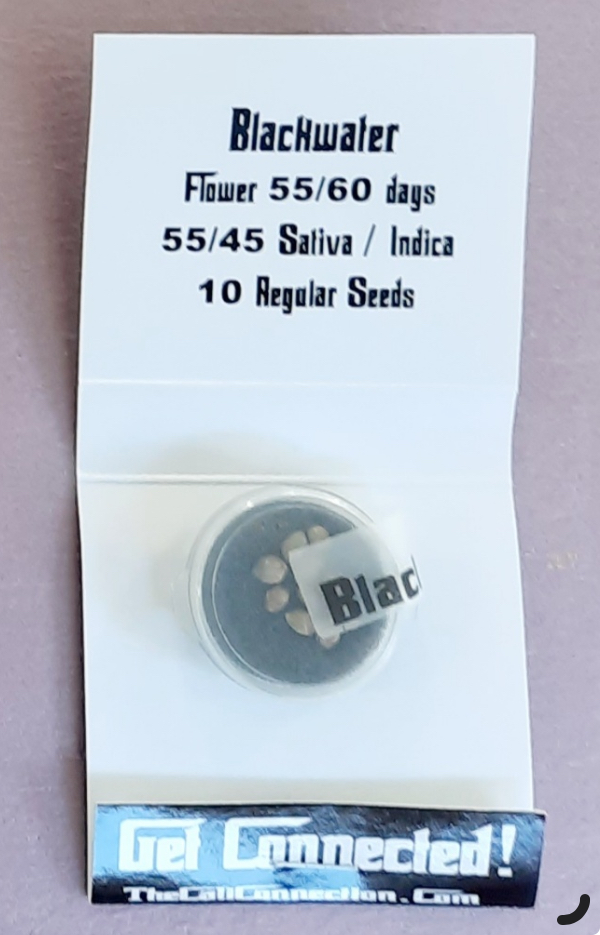 Blackwater
Flower 55/60 days
55/45 Sativa / Indica
10 Regular Seeds
Blac
Get Connected!
TheCaliConnection.Com